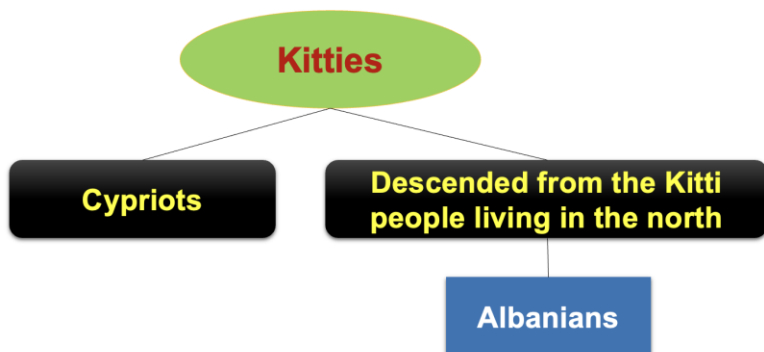 Kitties
Cypriots
Descended from the Kitti
people living in the north
Albanians